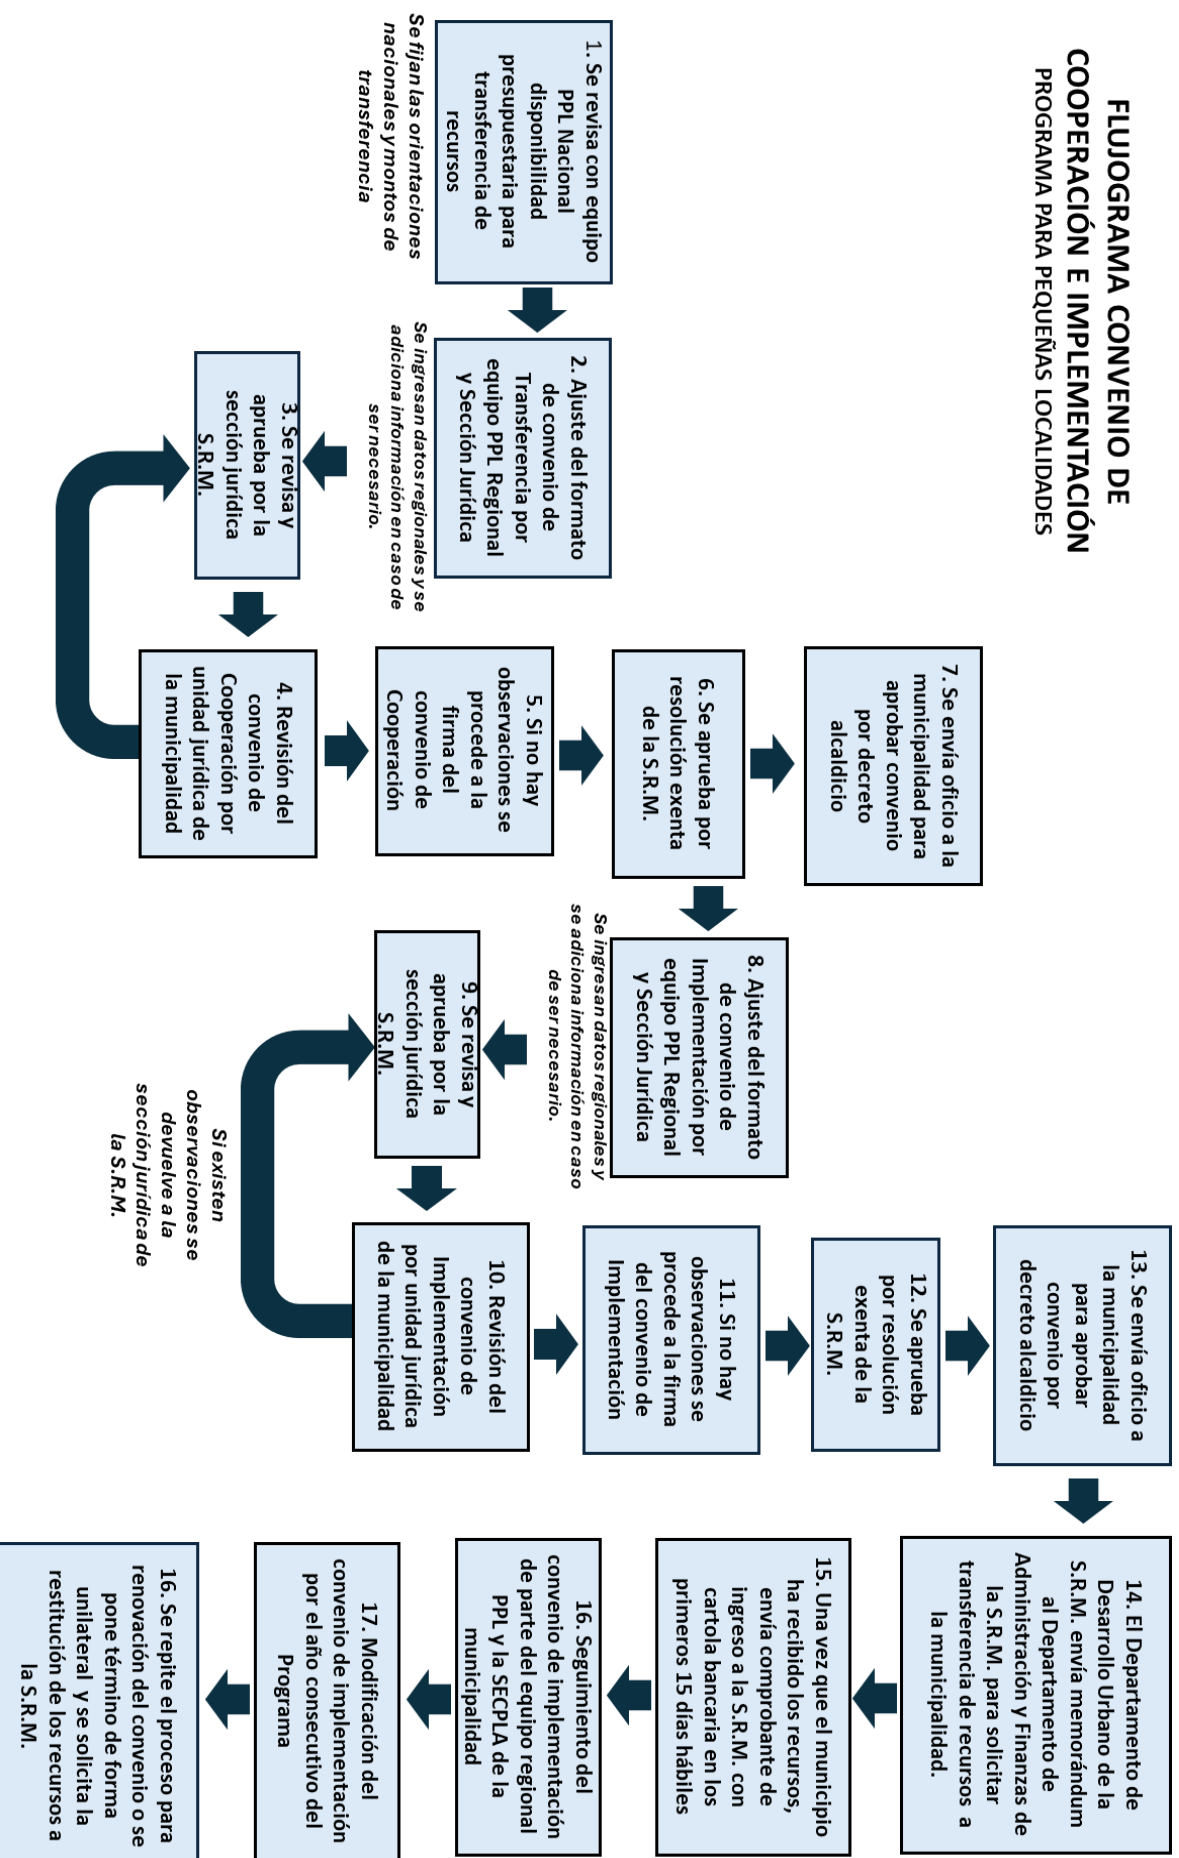 FLUJOGRAMA CONVENIO DE
COOPERACIÓN E IMPLEMENTACIÓN
PROGRAMA PARA PEQUEÑAS LOCALIDADES
1. Se revisa con equipo
PPL Nacional
disponibilidad
presupuestaria para
transferencia de
recursos
Se fijan las orientaciones
nacionales y montos de
transferencia
2. Ajuste del formato
de convenio de
Transferencia por
equipo PPL Regional
y Sección Jurídica
Se ingresan datos regionales y se
adiciona información en caso de
ser necesario.
3. Se revisa y
aprueba por la
sección jurídica
S.R.M.
4. Revisión del
convenio de
Cooperación por
unidad jurídica de
la municipalidad
5. Si no hay
observaciones se
procede a la
firma del
convenio de
Cooperación
6. Se aprueba por
resolución exenta
de la S.R.M.
7. Se envía oficio a la
municipalidad para
aprobar convenio
por decreto
alcaldicio
8. Ajuste del formato
de convenio de
Implementación por
equipo PPL Regional
y Sección Jurídica
Se ingresan datos regionales y
se adiciona información en caso
de ser necesario.
9. Se revisa y
aprueba por la
sección jurídica
S.R.M.
Si existen
observaciones se
devuelve a la
sección jurídica de
la S.R.M.
10. Revisión del
convenio de
Implementación
por unidad jurídica
de la municipalidad
11. Si no hay
observaciones se
procede a la firma
del convenio de
Implementación
12. Se aprueba
por resolución
exenta de la
S.R.M.
13. Se envía oficio a
la municipalidad
para aprobar
convenio por
decreto alcaldicio
14. El Departamento de
Desarrollo Urbano de la
S.R.M. envía memorándum
al Departamento de
Administración y Finanzas de
la S.R.M. para solicitar
transferencia de recursos a
la municipalidad.
15. Una vez que el municipio
ha recibido los recursos,
envía comprobante de
ingreso a la S.R.M. con
cartola bancaria en los
primeros 15 días hábiles
16. Seguimiento del
convenio de implementación
de parte del equipo regional
PPL y la SECPLA de la
municipalidad
17. Modificación del
convenio de implementación
por el año consecutivo del
Programa
16. Se repite el proceso para
renovación del convenio o se
pone término de forma
unilateral y se solicita la
restitución de los recursos a
la S.R.M.